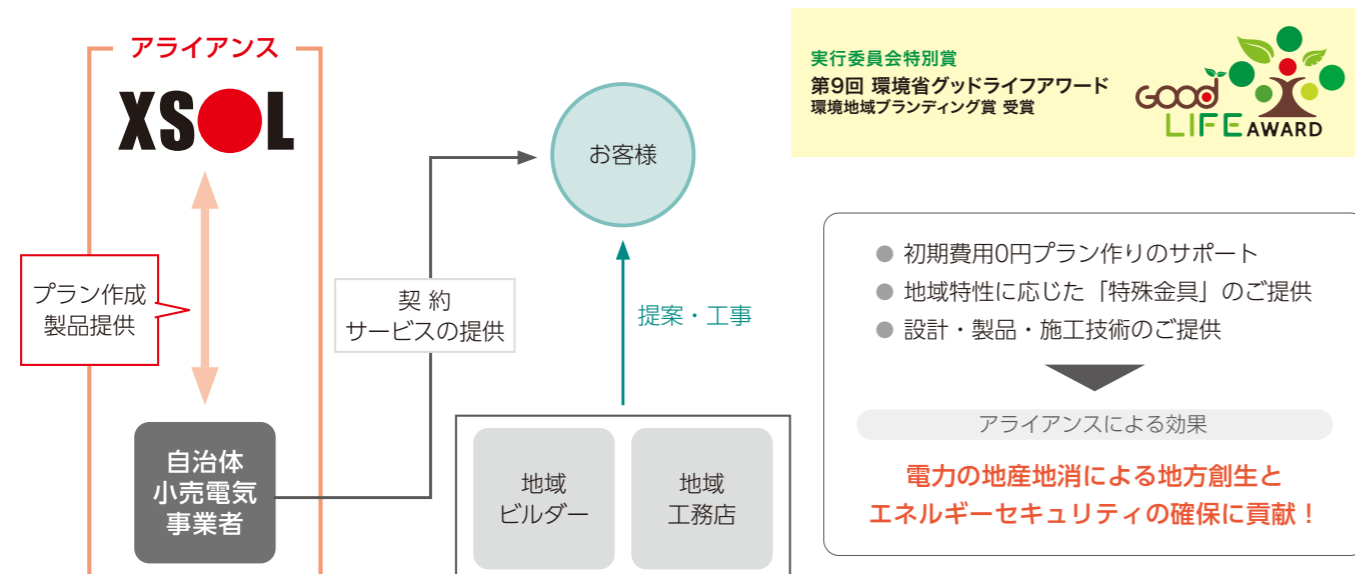 アライアンス
XSOL
プラン作成
製品提供
自治体
小売電気
事業者
契 約
サービスの提供
お客様
提案・工事
地域
ビルダー
地域
工務店
実行委員会特別賞
第9回 環境省グッドライフアワード
環境地域ブランディング賞 受賞
GOOD
LIFE AWARD
● 初期費用0円プラン作りのサポート
● 地域特性に応じた「特殊金具」のご提供
● 設計・製品・施工技術のご提供
アライアンスによる効果
電力の地産地消による地方創生と
エネルギーセキュリティの確保に貢献！